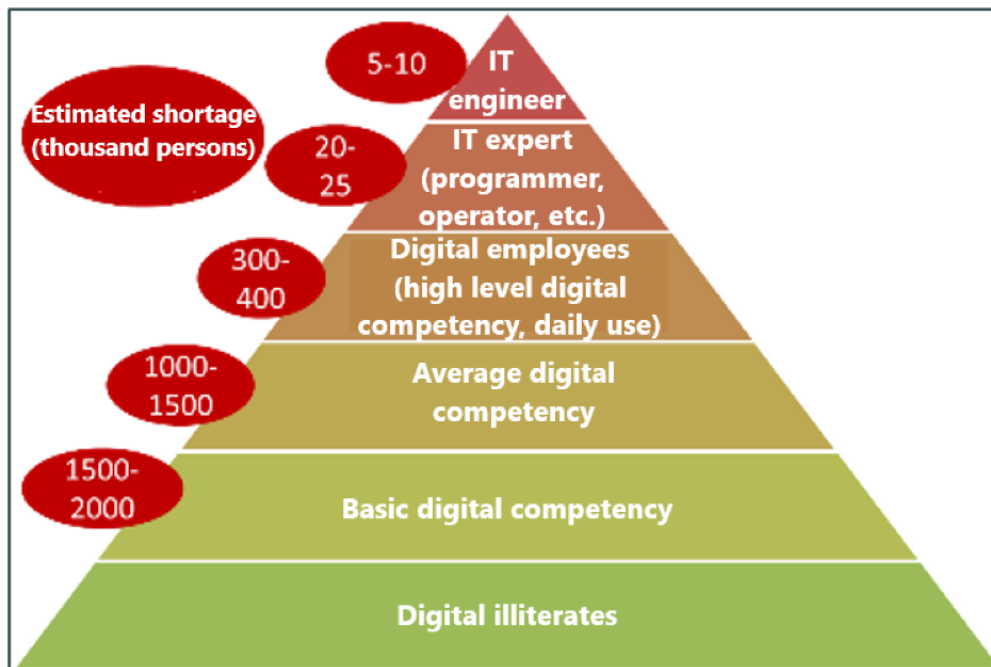 5-10
IT
engineer
Estimated shortage
(thousand persons)
20-
25
IT expert
(programmer,
operator, etc.)
300-
400
Digital employees
(high level digital
competency, daily use)
1000-
1500
Average digital
competency
1500-
2000
Basic digital competency
Digital illiterates